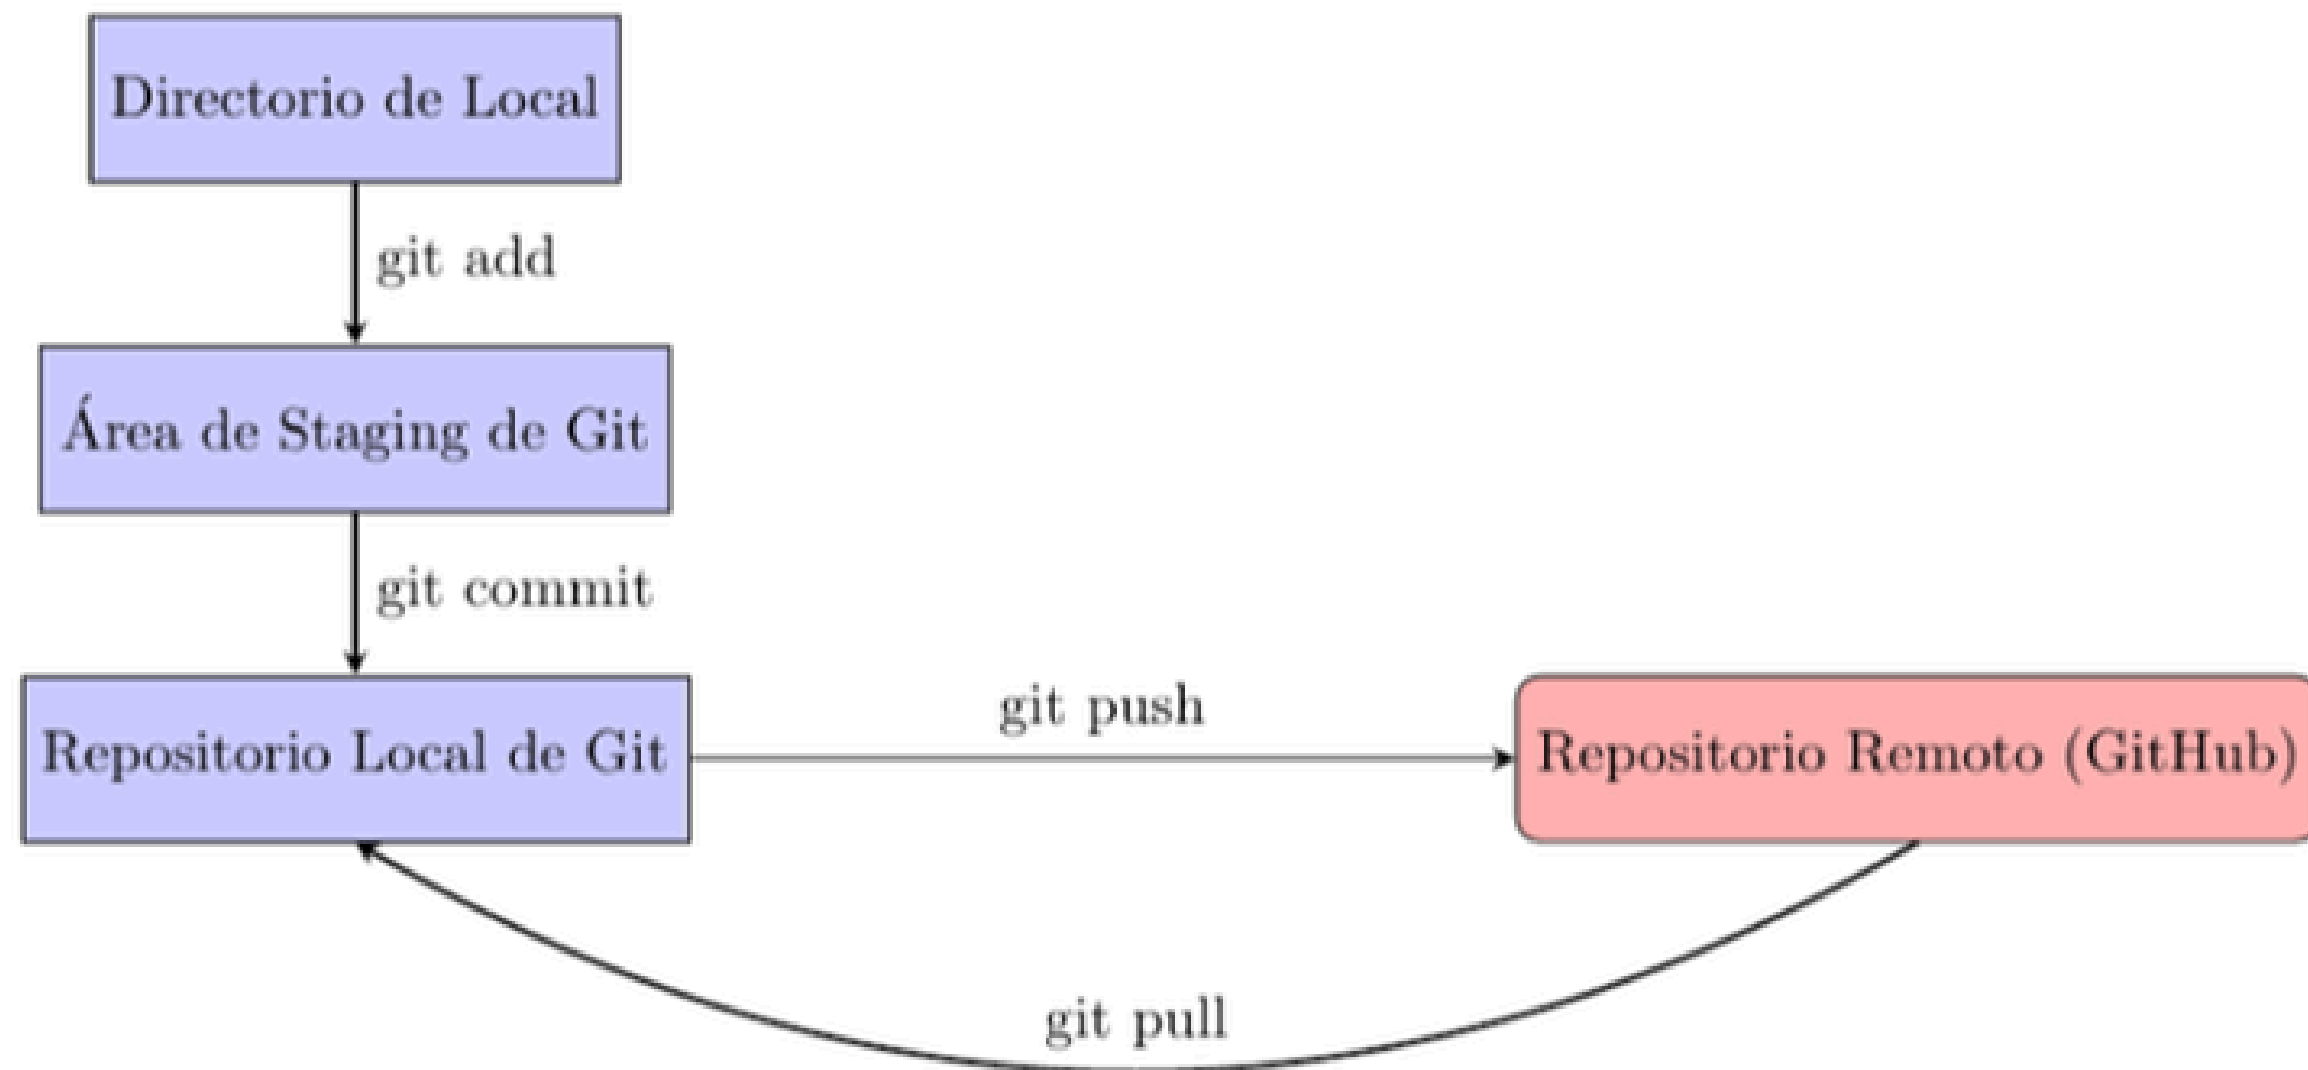 Directorio de Local
git add
Área de Staging de Git
git commit
Repositorio Local de Git
git push
Repositorio Remoto (GitHub)
git pull